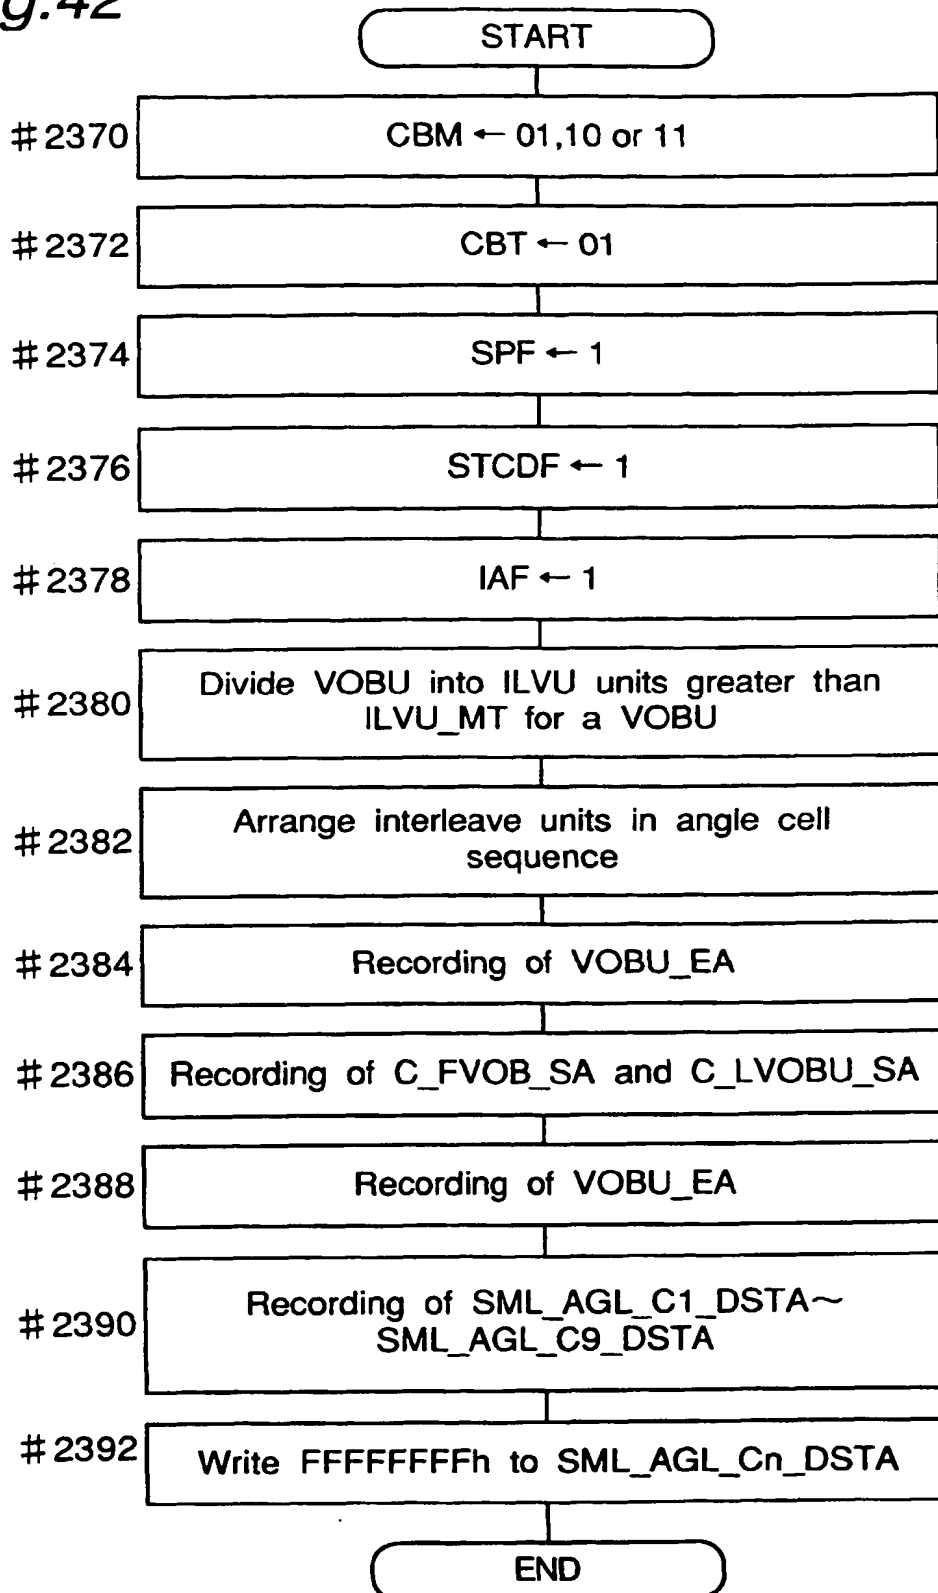 g.42
START
#2370 CBM ← 01,10 or 11
#2372 CBT ← 01
#2374 SPF ← 1
#2376 STCDF ← 1
#2378 IAF ← 1
#2380 Divide VOBU into ILVU units greater than
ILVU_MT for a VOBU
#2382 Arrange interleave units in angle cell
sequence
#2384 Recording of VOBU_EA
#2386 Recording of C_FVOB_SA and C_LVOBU_SA
#2388 Recording of VOBU_EA
#2390 Recording of SML_AGL_C1_DSTA~
SML_AGL_C9_DSTA
#2392 Write FFFFFFFFh to SML_AGL_Cn_DSTA
END